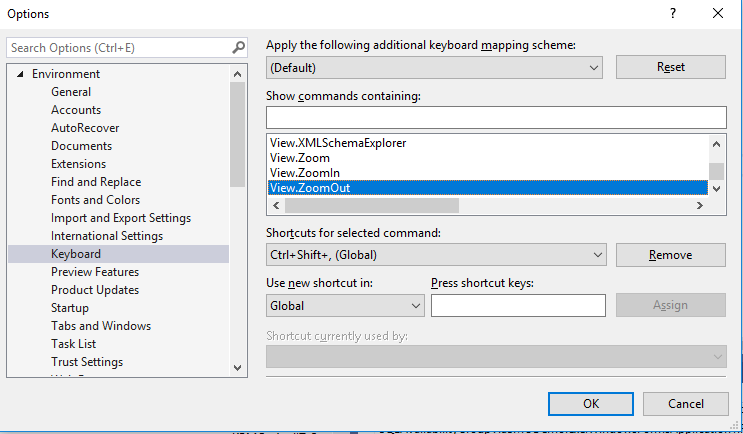 Options
Search Options (Ctrl+E)
Environment
General
Accounts
AutoRecover
Documents
Extensions
Find and Replace
Fonts and Colors
Import and Export Settings
International Settings
Keyboard
Preview Features
Product Updates
Startup
Tabs and Windows
Task List
Trust Settings
Apply the following additional keyboard mapping scheme:
(Default)
Reset
Show commands containing:
View.XMLSchemaExplorer
View.Zoom
View.ZoomIn
View.ZoomOut
Shortcuts for selected command:
Ctrl+Shift+, (Global)
Remove
Use new shortcut in:
Press shortcut keys:
Global
Assign
Shortcut currently used by:
OK
Cancel